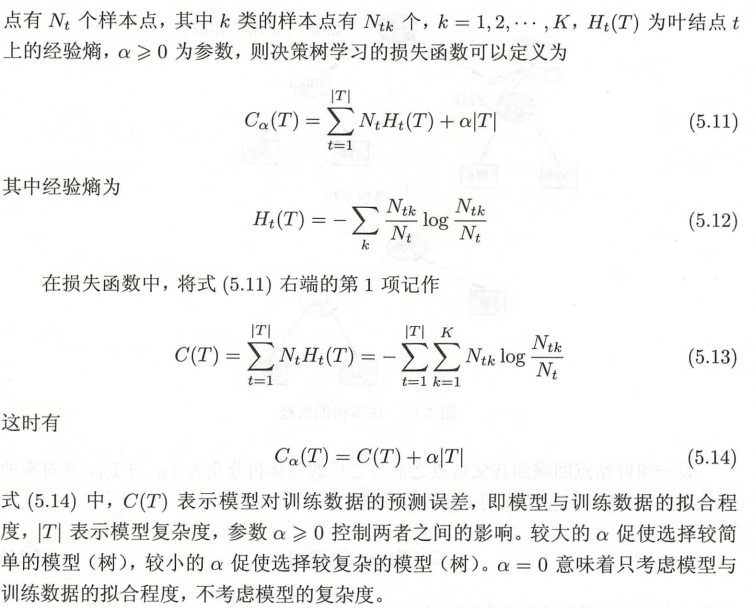 点有 $N_t$ 个样本点，其中 $k$ 类的样本点有 $N_{tk}$ 个，$k = 1, 2, \cdots, K$，$H_t(T)$ 为叶结点 $t$
上的经验熵，$\alpha \geqslant 0$ 为参数，则决策树学习的损失函数可以定义为
$C_\alpha(T) = \sum_{t=1}^{|T|} N_t H_t(T) + \alpha|T|$ (5.11)
其中经验熵为
$H_t(T) = -\sum_k \frac{N_{tk}}{N_t} \log \frac{N_{tk}}{N_t}$ (5.12)
在损失函数中，将式 (5.11) 右端的第 1 项记作
$C(T) = \sum_{t=1}^{|T|} N_t H_t(T) = -\sum_{t=1}^{|T|} \sum_{k=1}^{K} N_{tk} \log \frac{N_{tk}}{N_t}$ (5.13)
这时有
$C_\alpha(T) = C(T) + \alpha|T|$ (5.14)
式 (5.14) 中，$C(T)$ 表示模型对训练数据的预测误差，即模型与训练数据的拟合程
度，$|T|$ 表示模型复杂度，参数 $\alpha \geqslant 0$ 控制两者之间的影响。较大的 $\alpha$ 促使选择较简
单的模型（树），较小的 $\alpha$ 促使选择较复杂的模型（树）。$\alpha = 0$ 意味着只考虑模型与
训练数据的拟合程度，不考虑模型的复杂度。